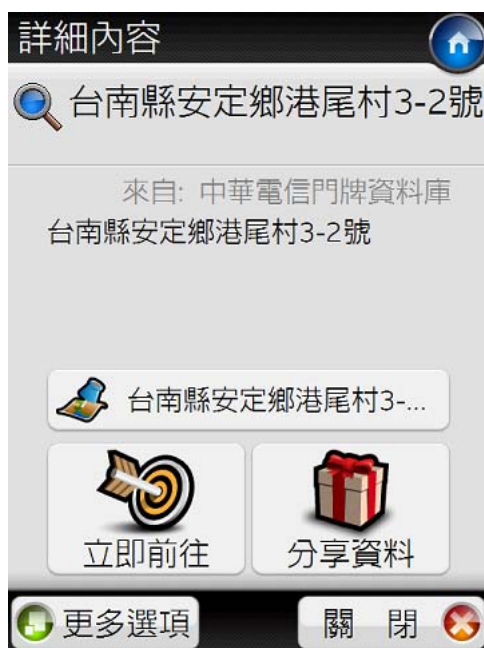 詳細內容
台南縣安定鄉港尾村3-2號
來自: 中華電信門牌資料庫
台南縣安定鄉港尾村3-2號
台南縣安定鄉港尾村3-...
立即前往
分享資料
更多選項
關 閉